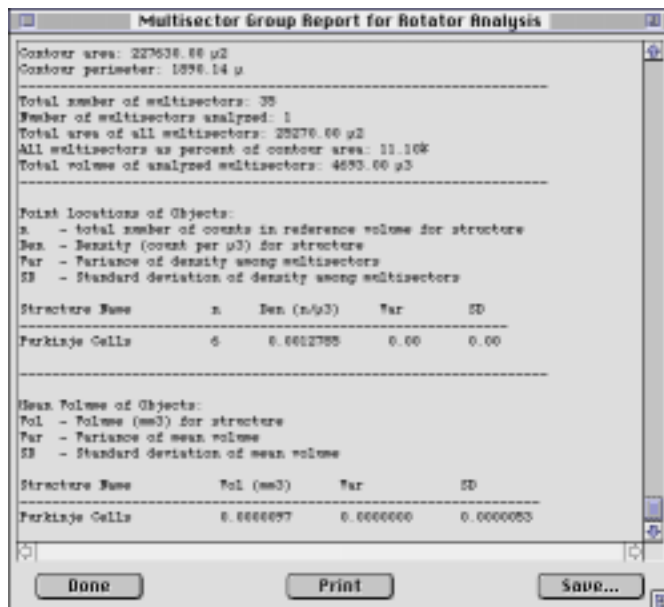 Multisector Group Report for Rotator Analysis
Contour area: 227630.00 µ2
Contour perimeter: 1890.14 µ
Total number of multisectors: 35
Number of multisectors analyzed: 1
Total area of all multisectors: 25270.00 µ2
All multisectors as percent of contour area: 11.10%
Total volume of analyzed multisectors: 4693.00 µ3
Point Locations of Objects:
n - total number of counts in reference volume for structure
Den - Density (count per µ3) for structure
Var - Variance of density among multisectors
SD - Standard deviation of density among multisectors
Structure Name n Den (n/µ3) Var SD
Purkinje Cells 6 0.0012785 0.00 0.00
Mean Volume of Objects:
Vol - Volume (mm3) for structure
Var - Variance of mean volume
SD - Standard deviation of mean volume
Structure Name Vol (mm3) Var SD
Purkinje Cells 0.0000097 0.0000000 0.0000053
Done Print Save...